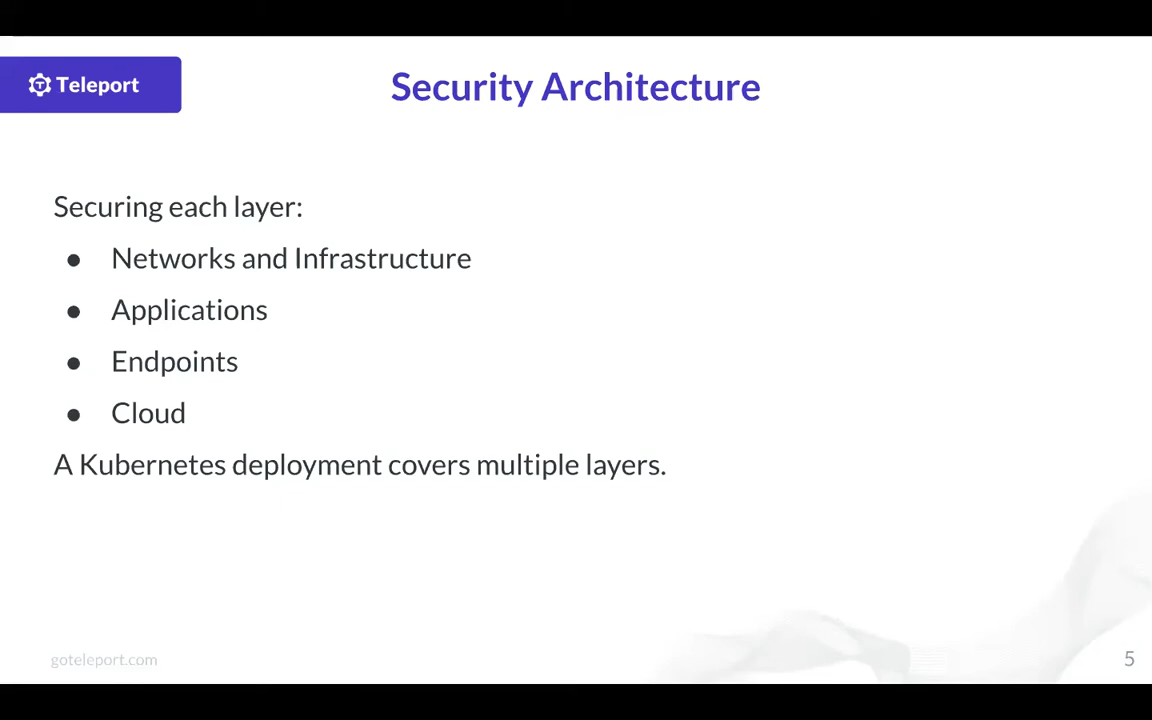 Teleport
Security Architecture
Securing each layer:
● Networks and Infrastructure
● Applications
● Endpoints
● Cloud
A Kubernetes deployment covers multiple layers.
goteleport.com
5